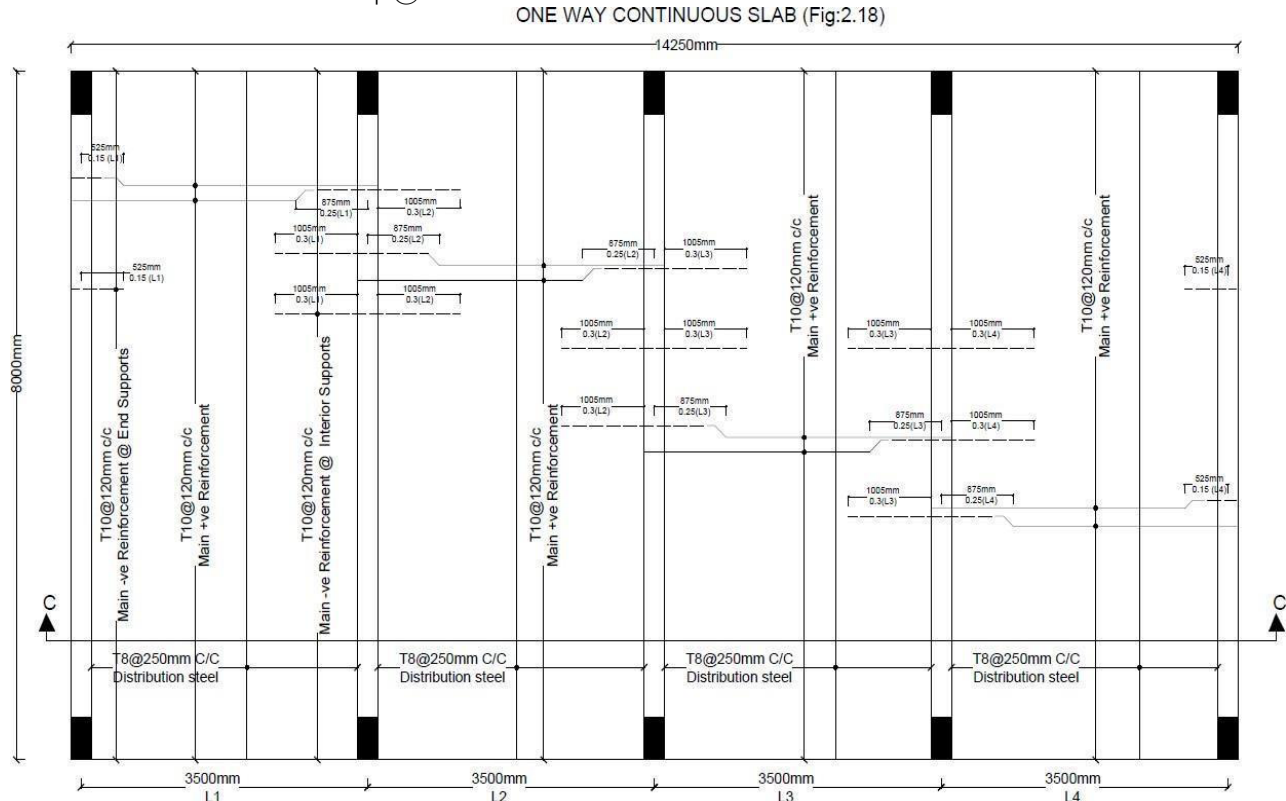 ONE WAY CONTINUOUS SLAB (Fig:2.18)
14250mm
8000mm
525mm
0.15 (L1)
875mm
0.25(L1)
1005mm
0.3(L2)
1005mm
0.3(L1)
875mm
0.25(L2)
875mm
0.25(L2)
1005mm
0.3(L3)
525mm
0.15 (L1)
525mm
0.15 (L4)
1005mm
0.3(L1)
1005mm
0.3(L2)
1005mm
0.3(L2)
1005mm
0.3(L3)
1005mm
0.3(L3)
1005mm
0.3(L4)
1005mm
0.3(L2)
875mm
0.25(L3)
875mm
0.25(L3)
1005mm
0.3(L4)
1005mm
0.3(L3)
875mm
0.25(L4)
525mm
0.15 (L4)
T10@120mm c/c
Main -ve Reinforcement @ End Supports
T10@120mm c/c
Main +ve Reinforcement
T10@120mm c/c
Main -ve Reinforcement @ Interior Supports
T10@120mm c/c
Main +ve Reinforcement
T10@120mm c/c
Main +ve Reinforcement
T10@120mm c/c
Main +ve Reinforcement
C
C
T8@250mm C/C
Distribution steel
T8@250mm C/C
Distribution steel
T8@250mm C/C
Distribution steel
T8@250mm C/C
Distribution steel
3500mm
L1
3500mm
L2
3500mm
L3
3500mm
L4